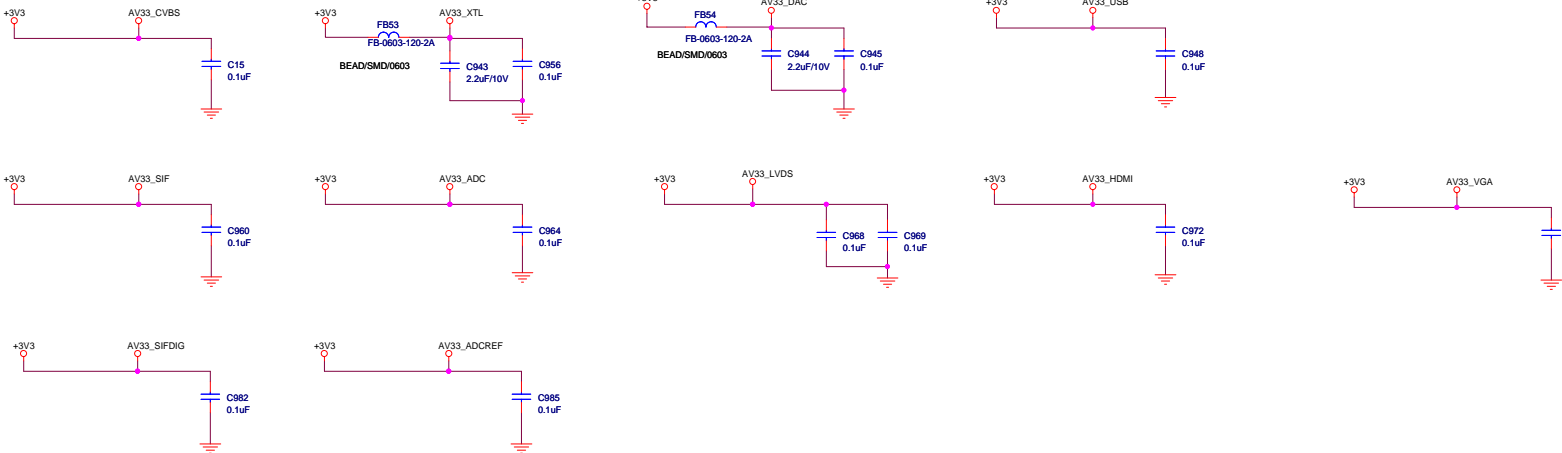 +3V3
AV33_CVBS
C15
0.1uF
+3V3
AV33_XTL
FB53
FB-0603-120-2A
BEAD/SMD/0603
C943
2.2uF/10V
C956
0.1uF
+3V3
AV33_DAC
FB54
FB-0603-120-2A
BEAD/SMD/0603
C944
2.2uF/10V
C945
0.1uF
+3V3
AV33_USB
C948
0.1uF
+3V3
AV33_SIF
C960
0.1uF
+3V3
AV33_ADC
C964
0.1uF
+3V3
AV33_LVDS
C968
0.1uF
C969
0.1uF
+3V3
AV33_HDMI
C972
0.1uF
+3V3
AV33_VGA
+3V3
AV33_SIFDIG
C982
0.1uF
+3V3
AV33_ADCREF
C985
0.1uF